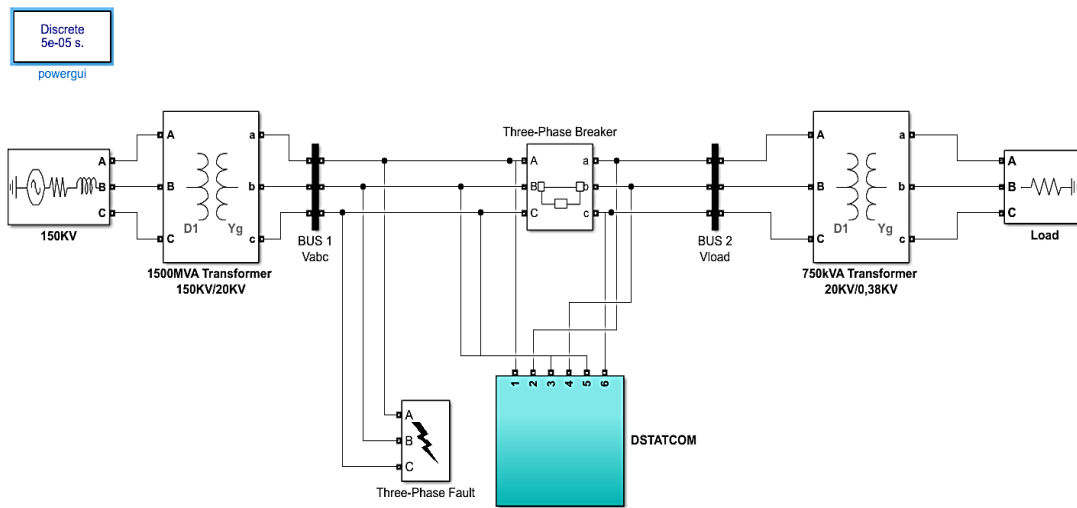 Discrete
5e-05 s.
powergui
Three-Phase Breaker
A
B
C
150KV
A
B
C
a
b
c
D1
Yg
1500MVA Transformer
150KV/20KV
BUS 1
Vabc
A
B
C
a
b
c
BUS 2
Vload
A
B
C
a
b
c
D1
Yg
750kVA Transformer
20KV/0,38KV
A
B
C
Load
1 2 3 4 5 6
DSTATCOM
A
B
C
Three-Phase Fault